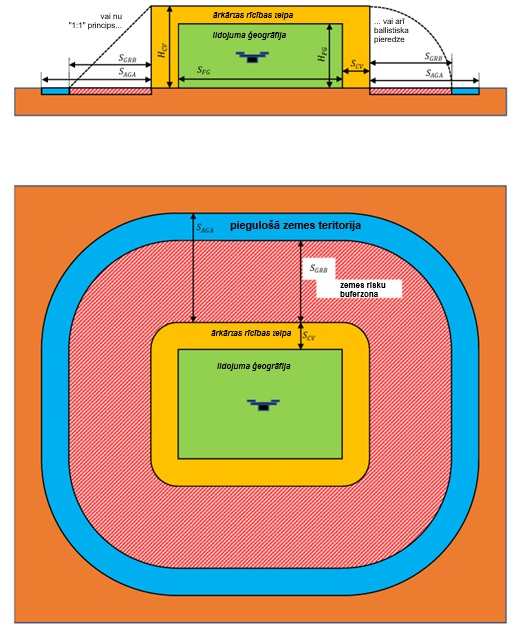 vai nu
"1:1" princips...
ārkārtas rīcības telpa
... vai arī
ballistiska
pieredze
lidojuma ģeogrāfija
H_CV
H_FG
S_GRB
S_AGA
S_FG
S_CV
S_GRB
S_AGA
piegulošā zemes teritorija
S_AGA
S_GRB
zemes risku
buferzona
ārkārtas rīcības telpa
S_CV
lidojuma ģeogrāfija